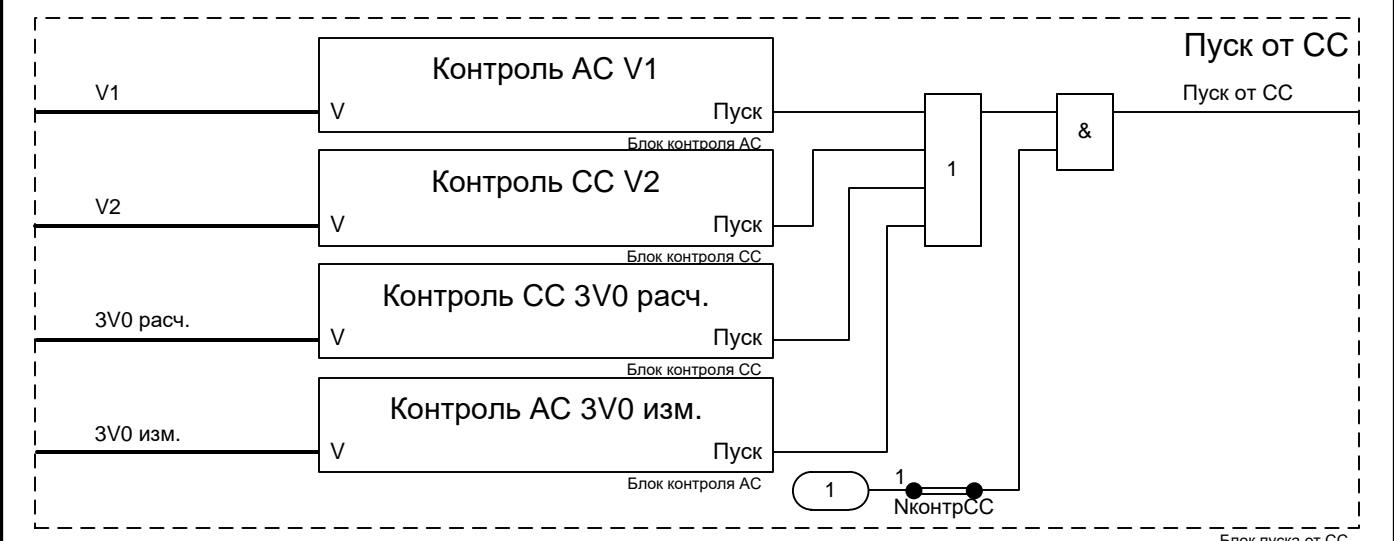 Пуск от СС
Контроль АС V1
V1
V
Пуск
Пуск от СС
Блок контроля АС
&
1
Контроль СС V2
V2
V
Пуск
Блок контроля СС
Контроль СС 3V0 расч.
3V0 расч.
V
Пуск
Блок контроля СС
Контроль АС 3V0 изм.
3V0 изм.
V
Пуск
Блок контроля АС
1
1
NконтрСС
Блок пуска от СС